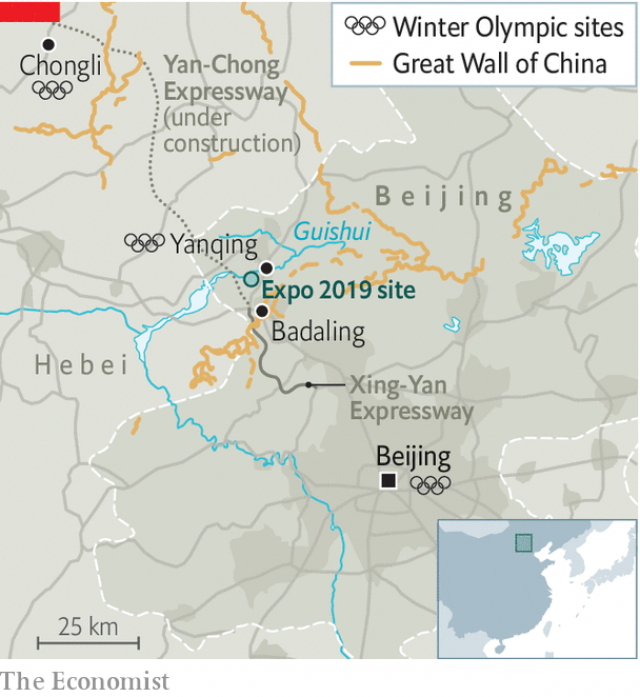 Winter Olympic sites
Great Wall of China
Chongli
Yan-Chong
Expressway
(under
construction)
Beijing
Guishui
Yanqing
Expo 2019 site
Badaling
Hebei
Xing-Yan
Expressway
Beijing
25 km
The Economist